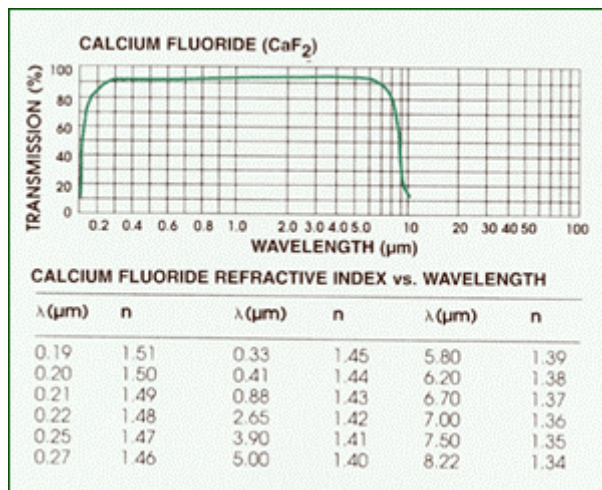 CALCIUM FLUORIDE (CaF₂)
TRANSMISSION (%)
100
80
60
40
20
0
0.2 0.4 0.6 0.8 1.0 2.0 3.0 4.0 5.0 10 20 30 40 50 100
WAVELENGTH (µm)
CALCIUM FLUORIDE REFRACTIVE INDEX vs. WAVELENGTH
λ(µm) n λ(µm) n λ(µm) n
0.19 1.51 0.33 1.45 5.80 1.39
0.20 1.50 0.41 1.44 6.20 1.38
0.21 1.49 0.88 1.43 6.70 1.37
0.22 1.48 2.65 1.42 7.00 1.36
0.25 1.47 3.90 1.41 7.50 1.35
0.27 1.46 5.00 1.40 8.22 1.34